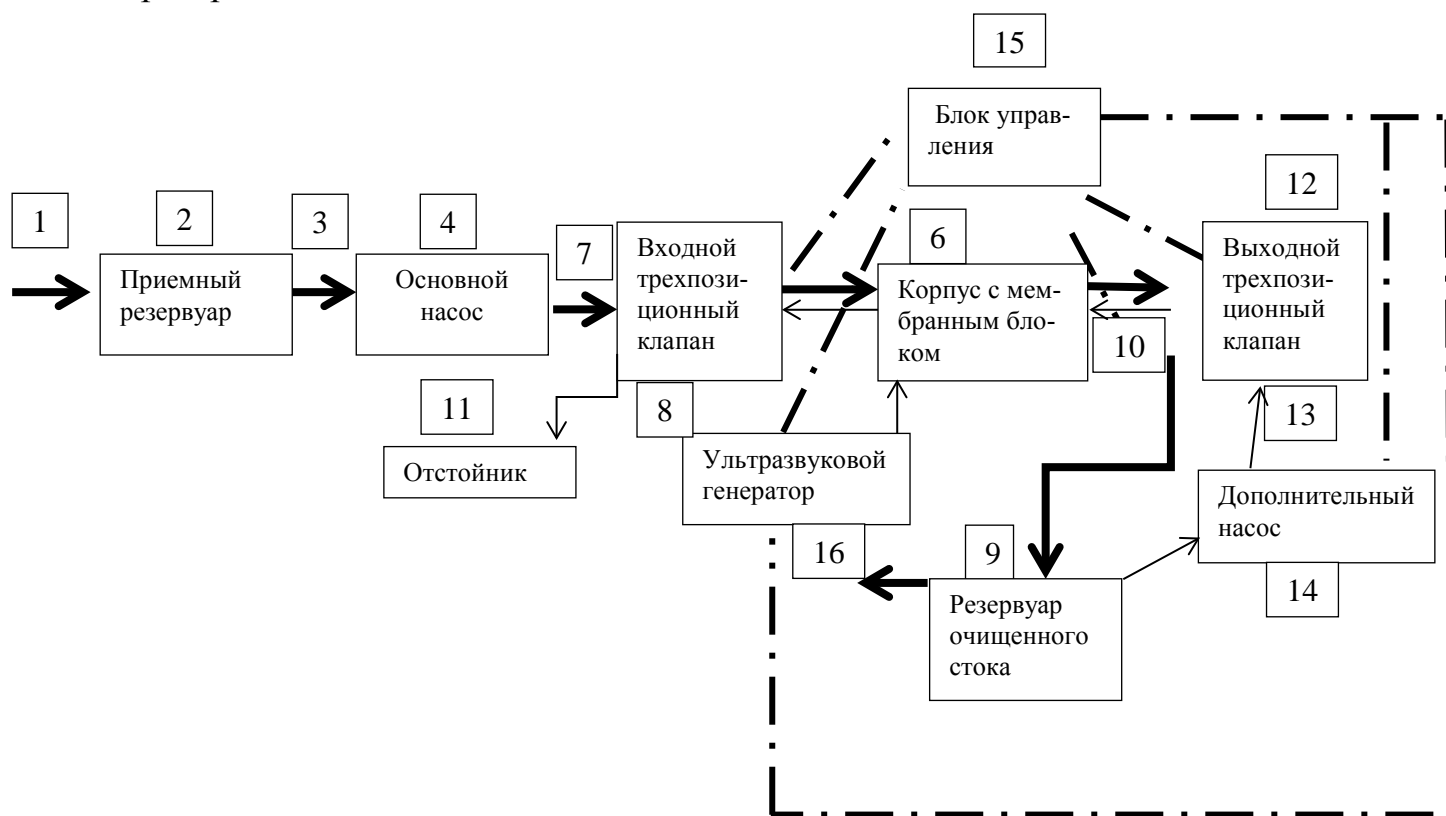 15
Блок управ-
ления
12
1
2
3
4
7
6
Входной
трехпози-
ционный
клапан
Выходной
трехпози-
ционный
клапан
Приемный
резервуар
Основной
насос
Корпус с мем-
бранным бло-
ком
10
11
8
13
Отстойник
Ультразвуковой
генератор
Дополнительный
насос
16
9
14
Резервуар
очищенного
стока